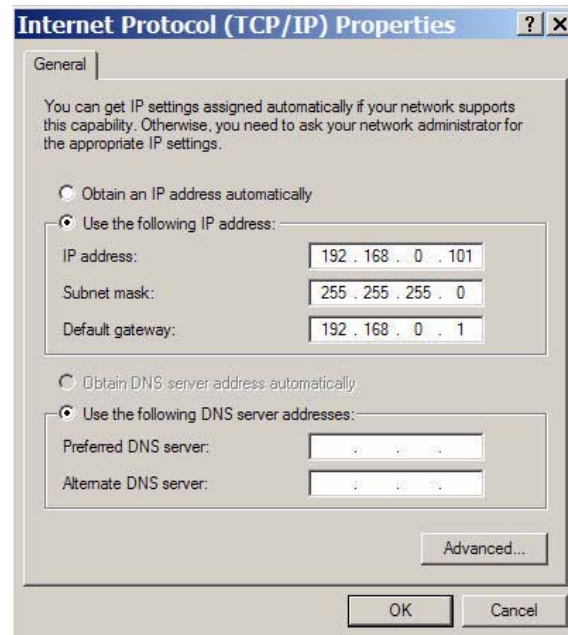 Internet Protocol (TCP/IP) Properties ? X
General
You can get IP settings assigned automatically if your network supports
this capability. Otherwise, you need to ask your network administrator for
the appropriate IP settings.
Obtain an IP address automatically
Use the following IP address:
IP address: 192 . 168 . 0 . 101
Subnet mask: 255 . 255 . 255 . 0
Default gateway: 192 . 168 . 0 . 1
Obtain DNS server address automatically
Use the following DNS server addresses:
Preferred DNS server: . . .
Alternate DNS server: . . .
Advanced...
OK Cancel